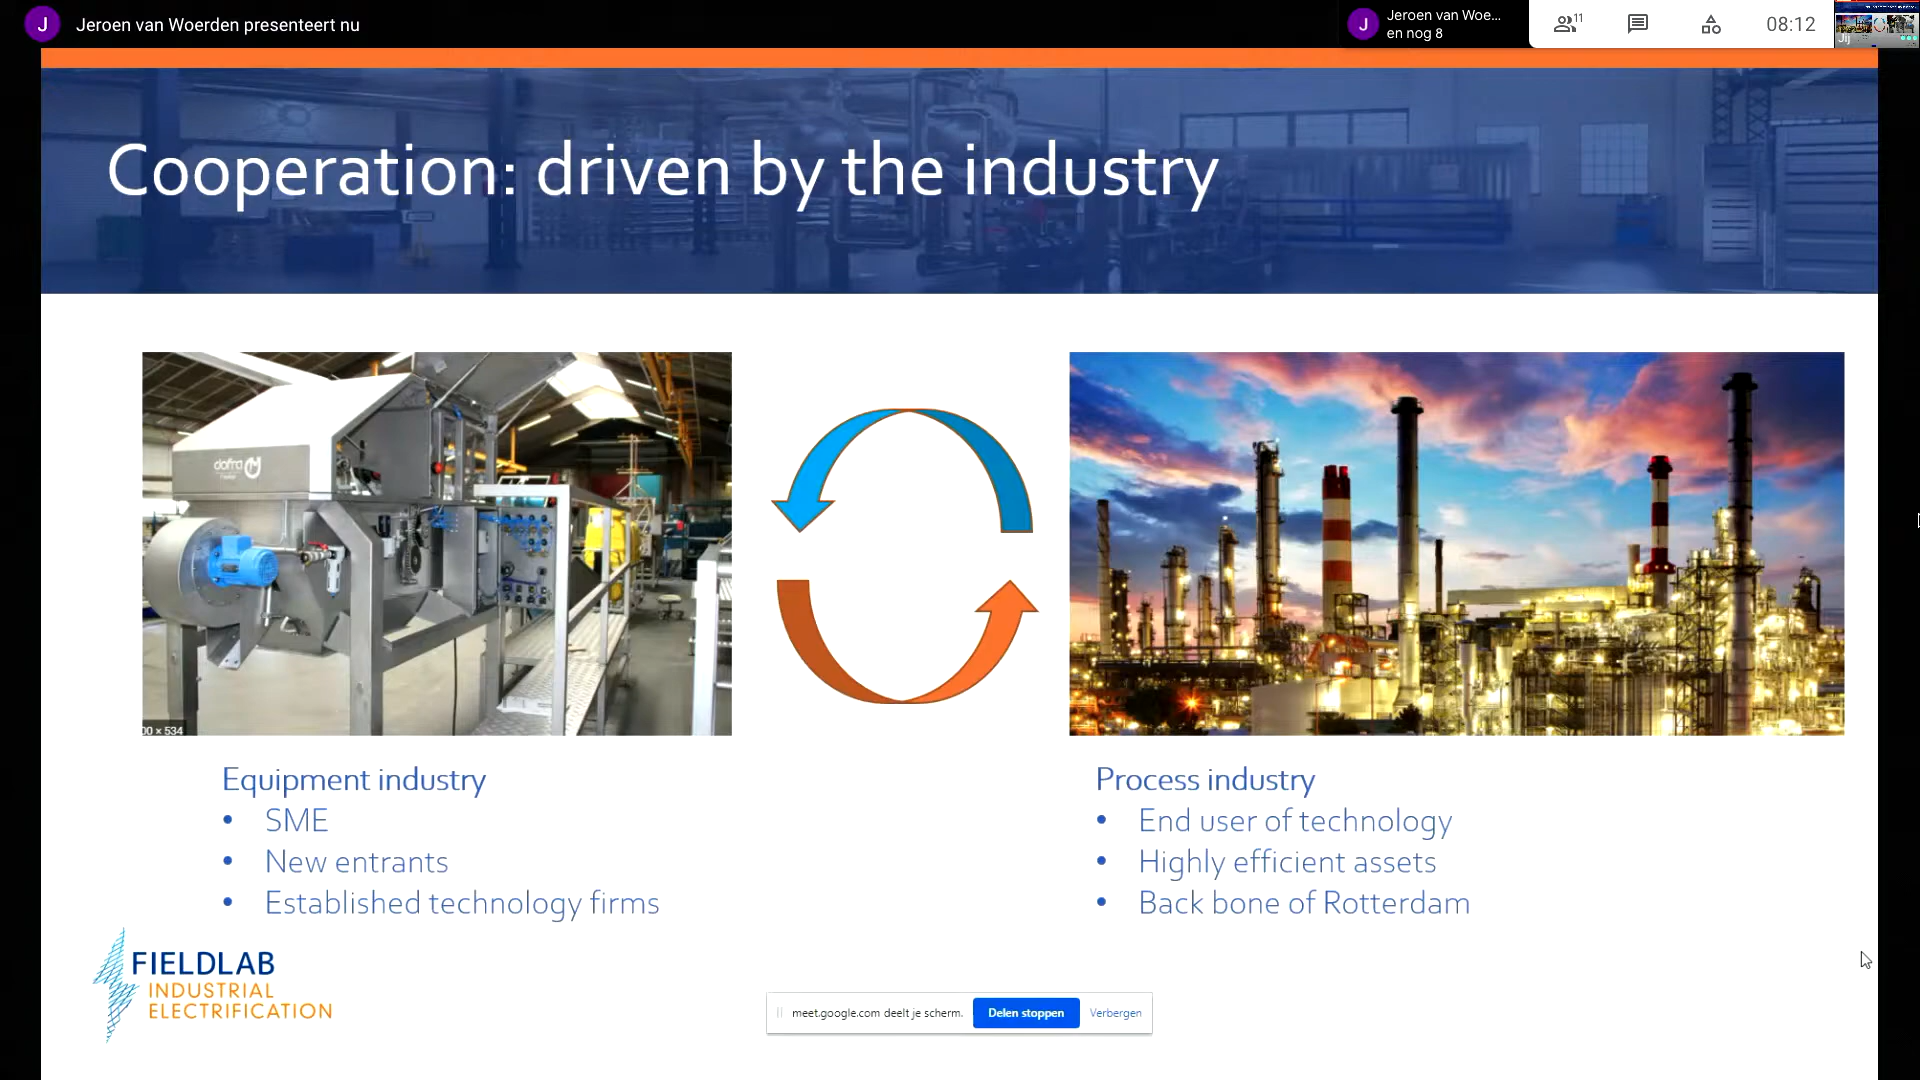 J
Jeroen van Woerden presenteert nu
J
Jeroen van Woe...
en nog 8
11
08:12
Jij
Cooperation: driven by the industry
dofra
00 × 534
Equipment industry
• SME
• New entrants
• Established technology firms
Process industry
• End user of technology
• Highly efficient assets
• Back bone of Rotterdam
FIELDLAB
INDUSTRIAL
ELECTRIFICATION
meet.google.com deelt je scherm.
Delen stoppen
Verbergen